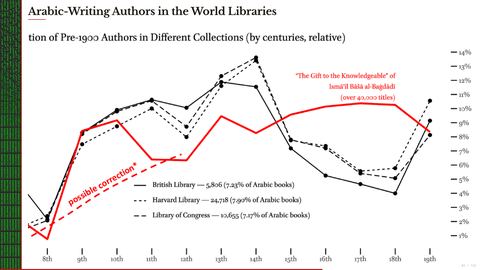 Arabic-Writing Authors in the World Libraries
tion of Pre-1900 Authors in Different Collections (by centuries, relative)
14%
13%
12%
11%
10%
9%
8%
7%
6%
5%
4%
3%
2%
1%
"The Gift to the Knowledgeable" of
Ismāʿīl Bāšā al-Baġdādī
(over 40,000 titles)
possible correction*
British Library — 5,806 (7.23% of Arabic books)
Harvard Library — 24,718 (7.90% of Arabic books)
Library of Congress — 10,655 (7.17% of Arabic books)
8th 9th 10th 11th 12th 13th 14th 15th 16th 17th 18th 19th